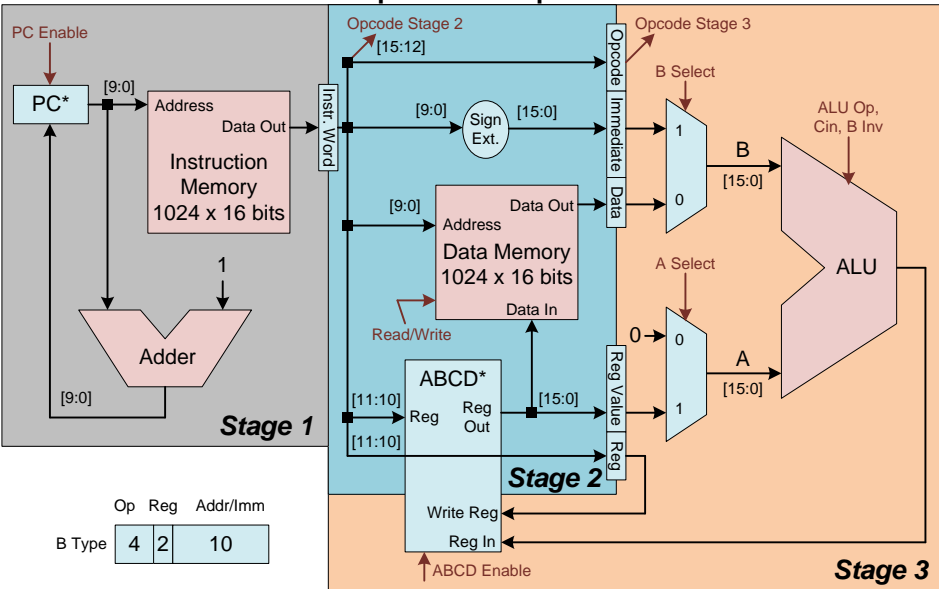 PC Enable
PC*
[9:0]
Address
Data Out
Instruction
Memory
1024 x 16 bits
1
Adder
[9:0]
Stage 1
Instr. Word
Opcode Stage 2
[15:12]
[9:0]
Sign
Ext.
[15:0]
[9:0]
Address
Data Out
Data Memory
1024 x 16 bits
Data In
Read/Write
ABCD*
[11:10]
Reg
Reg
Out
[15:0]
[11:10]
Stage 2
Write Reg
Reg In
ABCD Enable
Opcode
Immediate
Data
Reg Value
Reg
Opcode Stage 3
B Select
1
0
B
[15:0]
A Select
0
0
1
A
[15:0]
ALU Op,
Cin, B Inv
ALU
Stage 3
Op Reg Addr/Imm
B Type 4 2 10